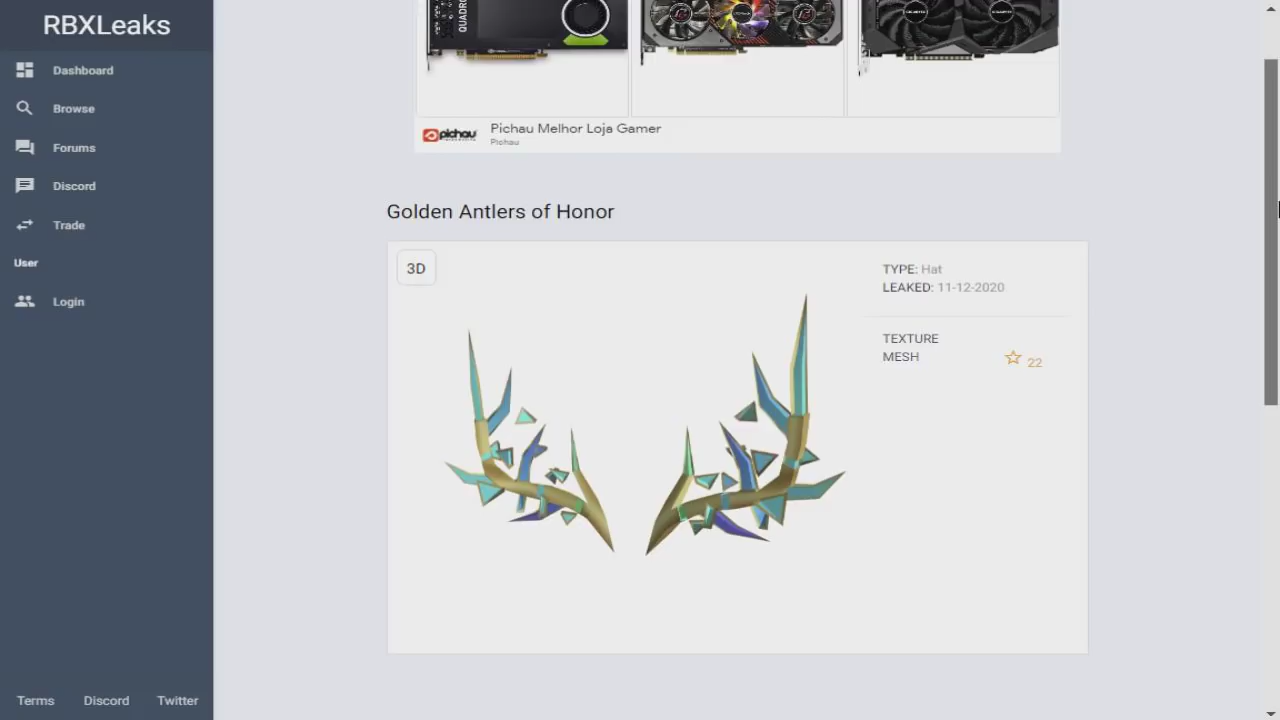 RBXLeaks
Dashboard
Browse
Forums
Discord
Trade
User
Login
Terms Discord Twitter
QUADRO
pichau
Pichau Melhor Loja Gamer
Pichau
Golden Antlers of Honor
3D
TYPE: Hat
LEAKED: 11-12-2020
TEXTURE
MESH
22